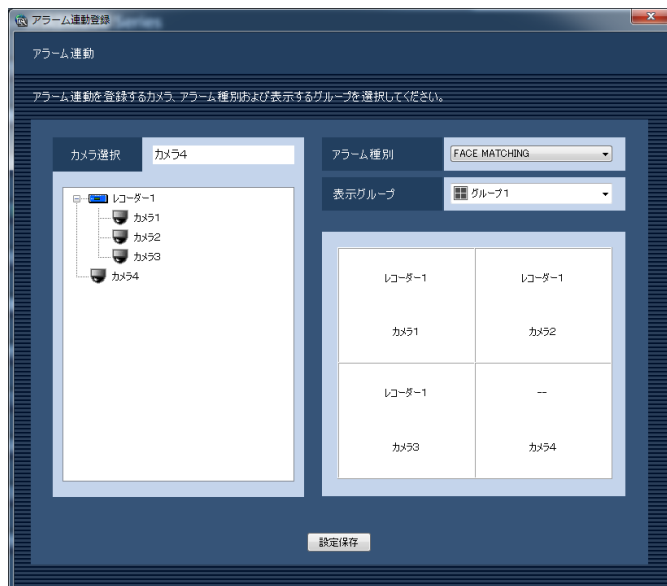 アラーム連動登録
アラーム連動
アラーム連動を登録するカメラ、アラーム種別および表示するグループを選択してください。
カメラ選択
カメラ4
レコーダー1
カメラ1
カメラ2
カメラ3
カメラ4
アラーム種別
FACE MATCHING
表示グループ
グループ1
レコーダー1
レコーダー1
カメラ1
カメラ2
レコーダー1
--
カメラ3
カメラ4
設定保存